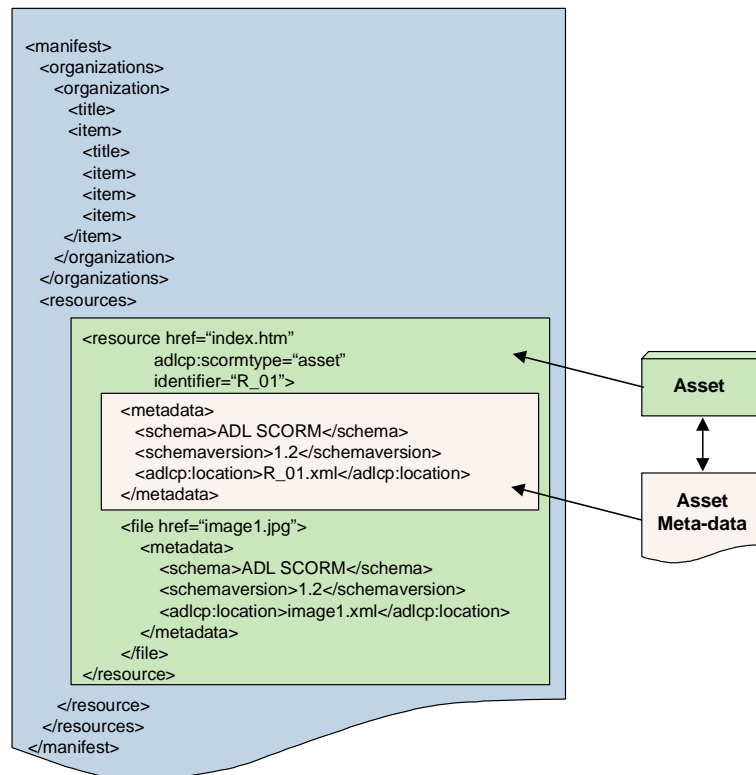 <manifest>
<organizations>
<organization>
<title>
<item>
<title>
<item>
<item>
<item>
</item>
</organization>
</organizations>
<resources>
<resource href=“index.htm”
adlcp:scormtype=“asset”
identifier=“R_01”>
<metadata>
<schema>ADL SCORM</schema>
<schemaversion>1.2</schemaversion>
<adlcp:location>R_01.xml</adlcp:location>
</metadata>
<file href=“image1.jpg”>
<metadata>
<schema>ADL SCORM</schema>
<schemaversion>1.2</schemaversion>
<adlcp:location>image1.xml</adlcp:location>
</metadata>
</file>
</resource>
</resource>
</resources>
</manifest>
Asset
Asset
Meta-data